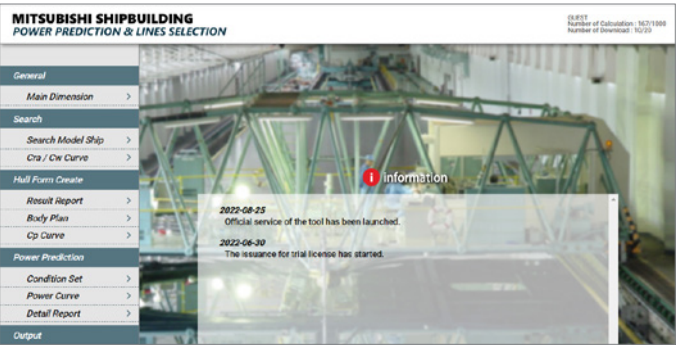 MITSUBISHI SHIPBUILDING
POWER PREDICTION & LINES SELECTION
GUEST
Number of Calculation : 167/1000
Number of Download : 10/20
General
Main Dimension >
Search
Search Model Ship >
Cra / Cw Curve >
Hull Form Create
Result Report >
Body Plan >
Cp Curve >
Power Prediction
Condition Set >
Power Curve >
Detail Report >
Output
i information
2022-08-25
Official service of the tool has been launched.
2022-06-30
The issuance for trial license has started.